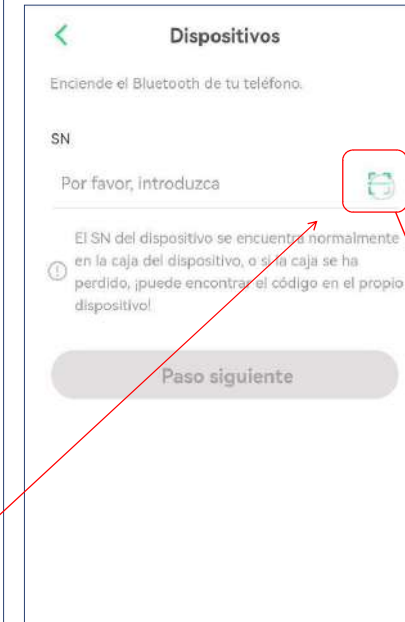 Dispositivos
Enciende el Bluetooth de tu teléfono.
SN
Por favor, introduzca
El SN del dispositivo se encuentra normalmente
en la caja del dispositivo, o si la caja se ha
perdido, ¡puede encontrar el código en el propio
dispositivo!
Paso siguiente